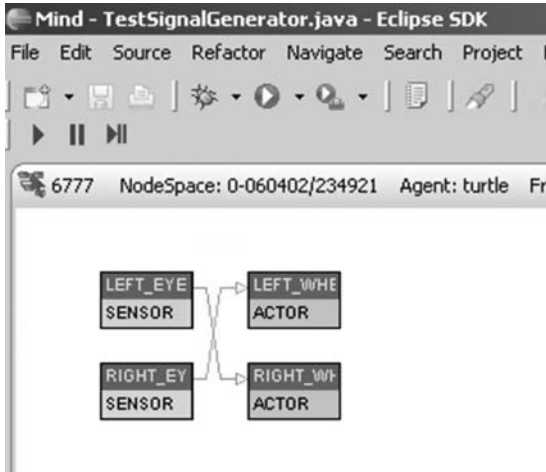 Mind - TestSignalGenerator.java - Eclipse SDK
File Edit Source Refactor Navigate Search Project
6777 NodeSpace: 0-060402/234921 Agent: turtle Fr
LEFT_EYE LEFT_WHE
SENSOR ACTOR
RIGHT_EY RIGHT_WH
SENSOR ACTOR